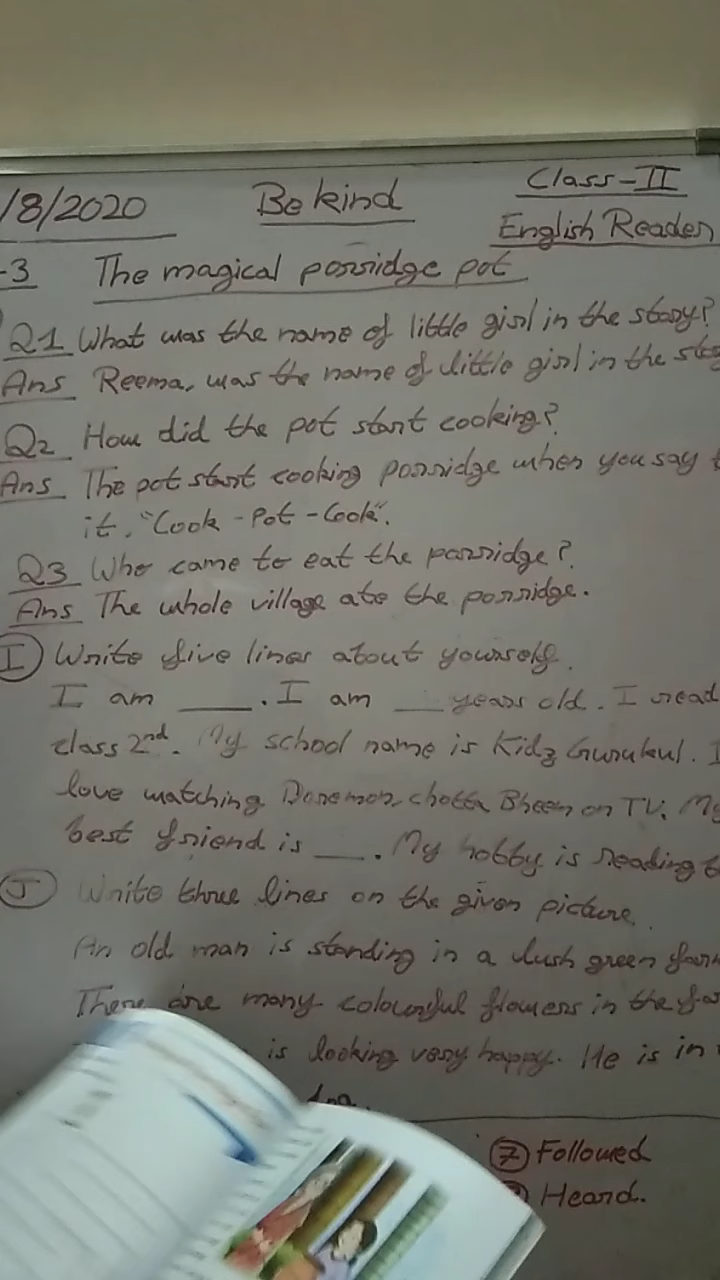 /8/2020 Be kind Class-II
English Reader
-3 The magical porridge pot
Q1 What was the name of little girl in the story?
Ans Reema, was the name of little girl in the
Q2 How did the pot start cooking?
Ans The pot start cooking porridge when you say
it, "Cook-Pot-Cook".
Q3 Who came to eat the porridge?
Ans The whole village ate the porridge.
I Write five lines about yourself.
I am ___. I am ___ years old. I read
class 2nd. My school name is Kidz Gurukul. I
love watching Doremon, chotta Bheem on TV. My
best friend is ___. My hobby is reading
J Write three lines on the given picture.
An old man is standing in a lush green
There are many colourful flowers in the
is looking very happy. He is in
⑦ Followed
Heard.